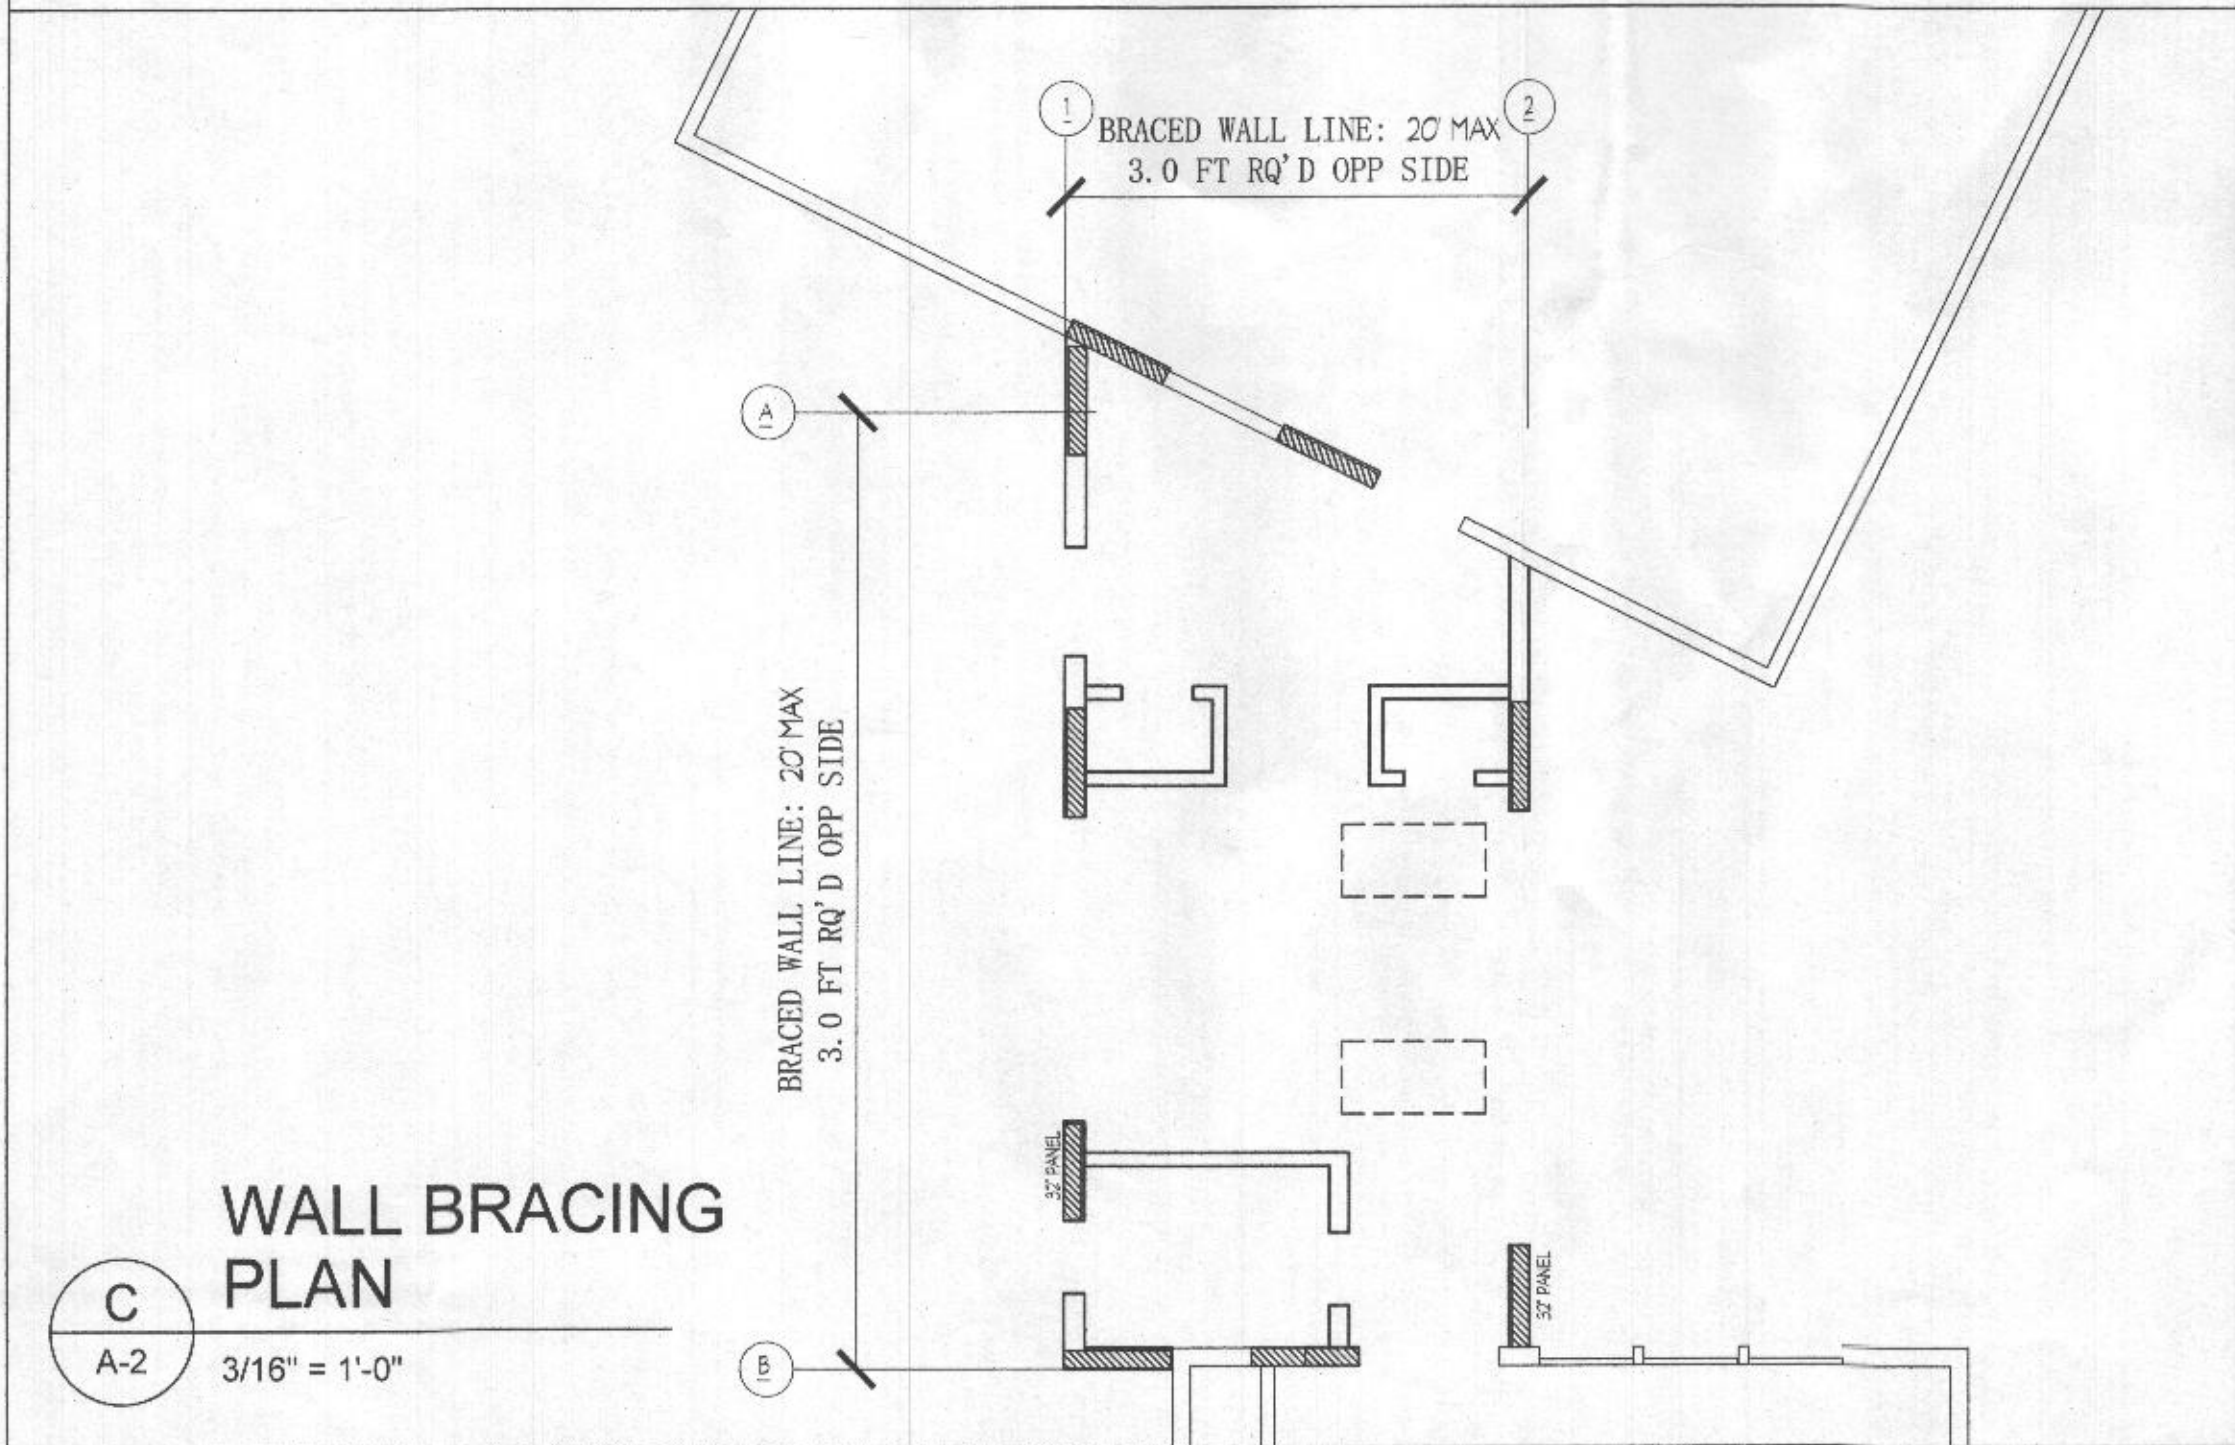 1
2
BRACED WALL LINE: 20' MAX
3.0 FT RQ'D OPP SIDE
A
BRACED WALL LINE: 20' MAX
3.0 FT RQ'D OPP SIDE
32" PANEL
32" PANEL
WALL BRACING
PLAN
C
A-2
3/16" = 1'-0"
B